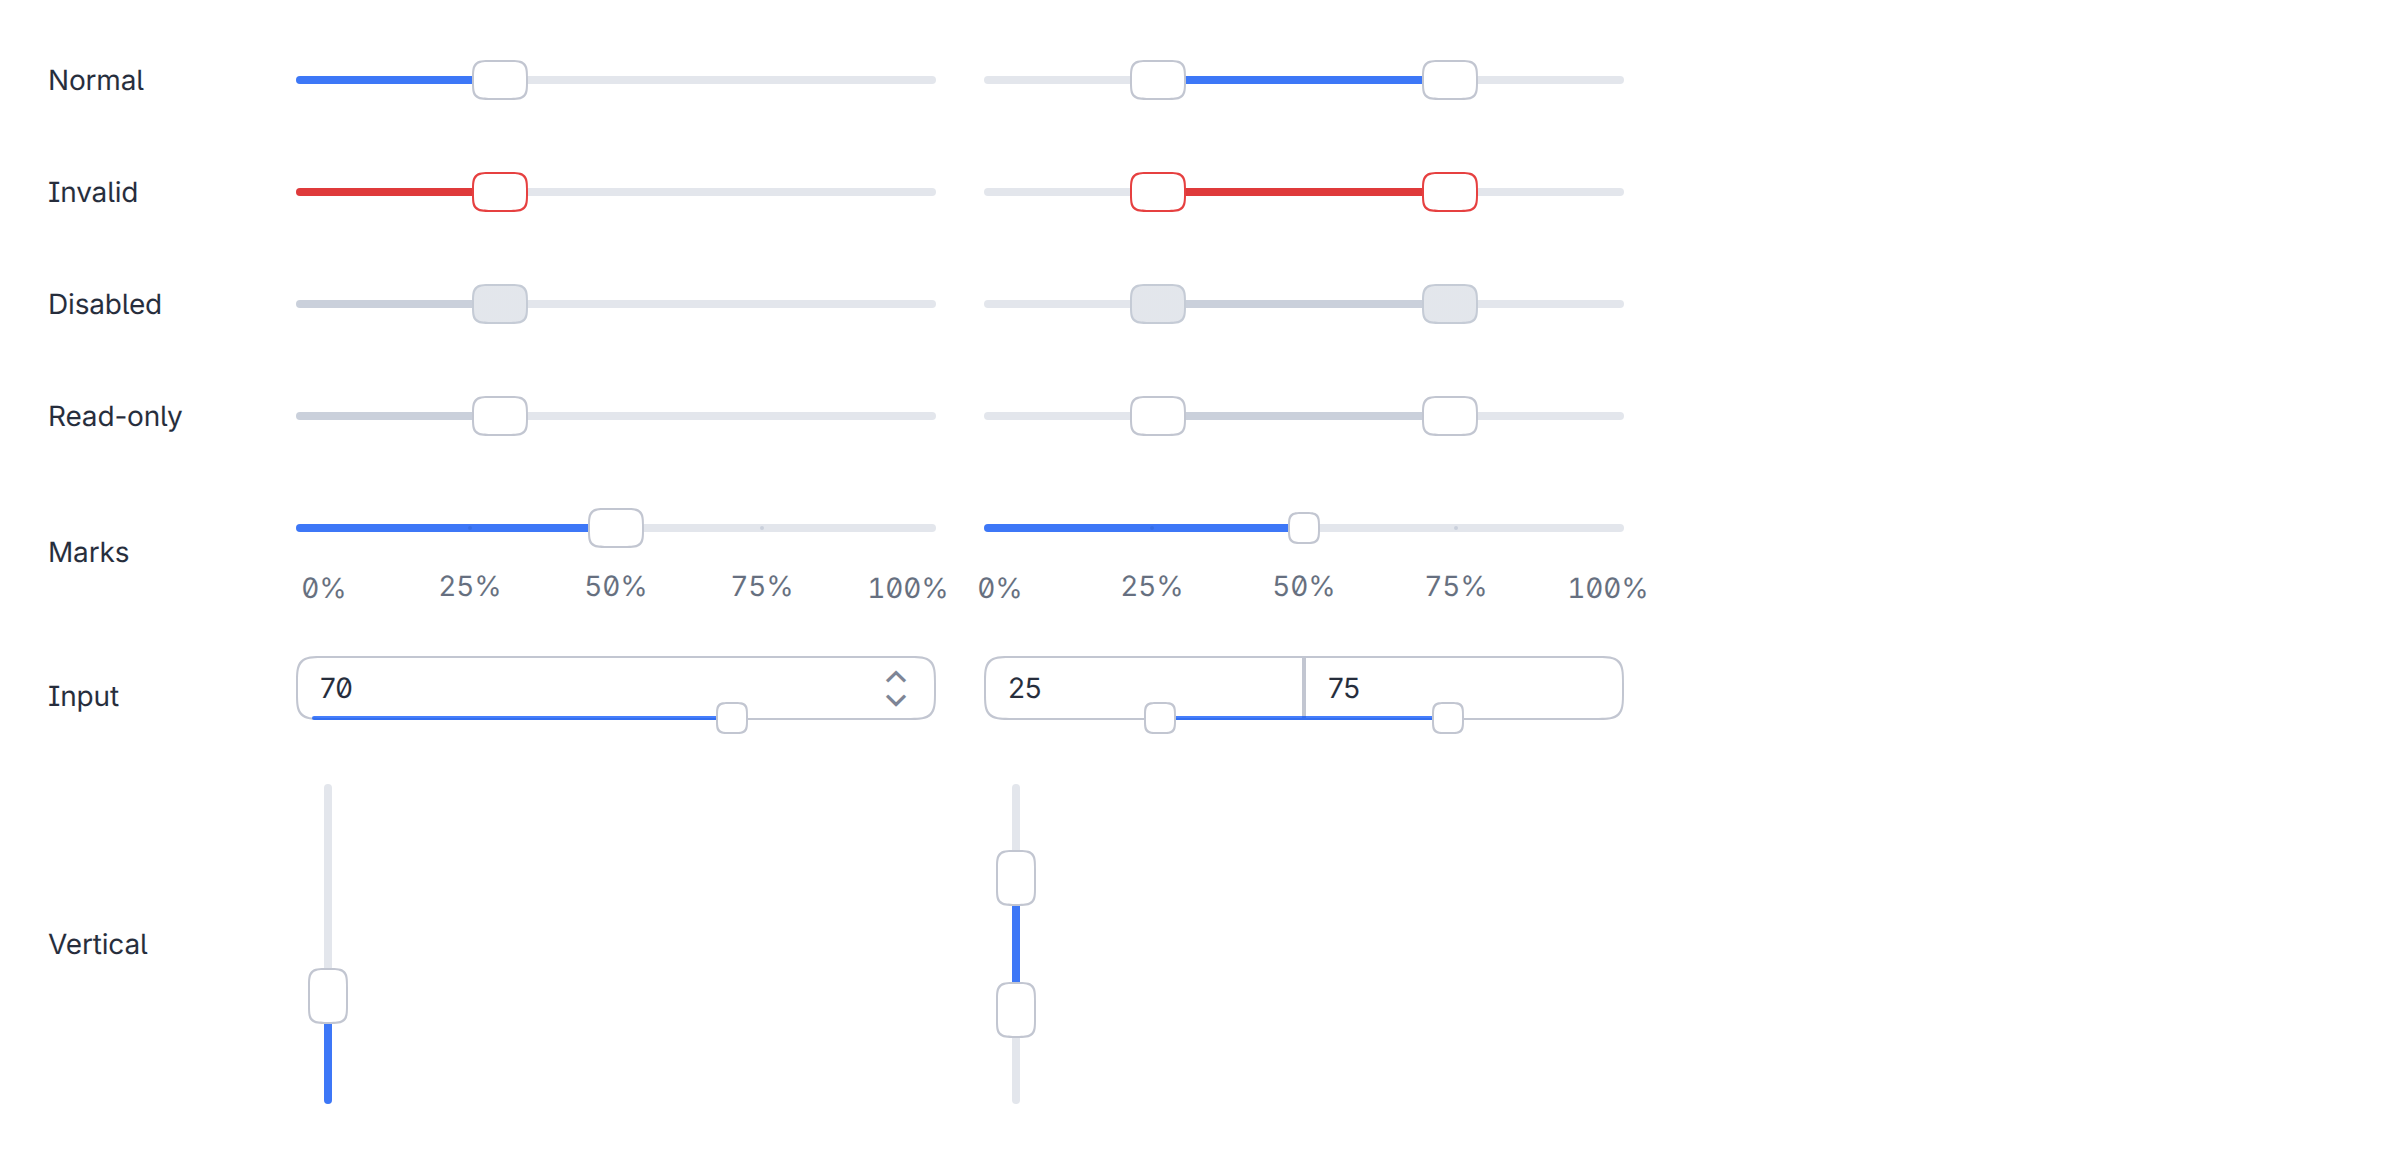 Normal
Invalid
Disabled
Read-only
Marks
0% 25% 50% 75% 100% 0% 25% 50% 75% 100%
Input
70 25 75
Vertical